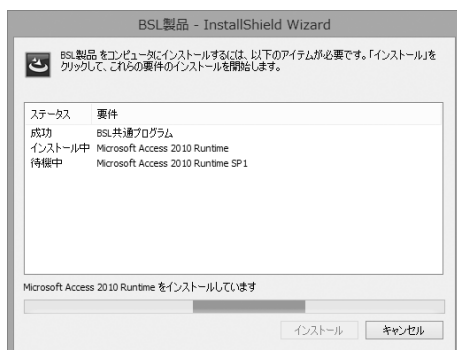 BSL製品 - InstallShield Wizard
BSL製品 をコンピュータにインストールするには、以下のアイテムが必要です。「インストール」を
クリックして、これらの要件のインストールを開始します。
ステータス 要件
成功 BSL共通プログラム
インストール中 Microsoft Access 2010 Runtime
待機中 Microsoft Access 2010 Runtime SP1
Microsoft Access 2010 Runtime をインストールしています
インストール キャンセル